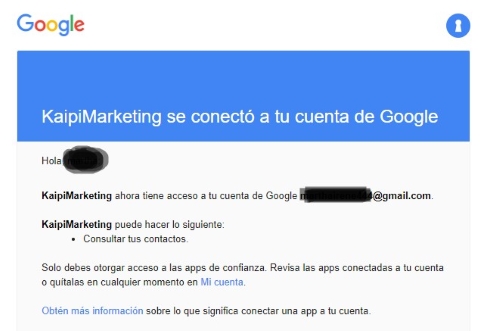 Google
KaipiMarketing se conectó a tu cuenta de Google
Hola
KaipiMarketing ahora tiene acceso a tu cuenta de Google @gmail.com.
KaipiMarketing puede hacer lo siguiente:
• Consultar tus contactos.
Solo debes otorgar acceso a las apps de confianza. Revisa las apps conectadas a tu cuenta
o quítalas en cualquier momento en Mi cuenta.
Obtén más información sobre lo que significa conectar una app a tu cuenta.